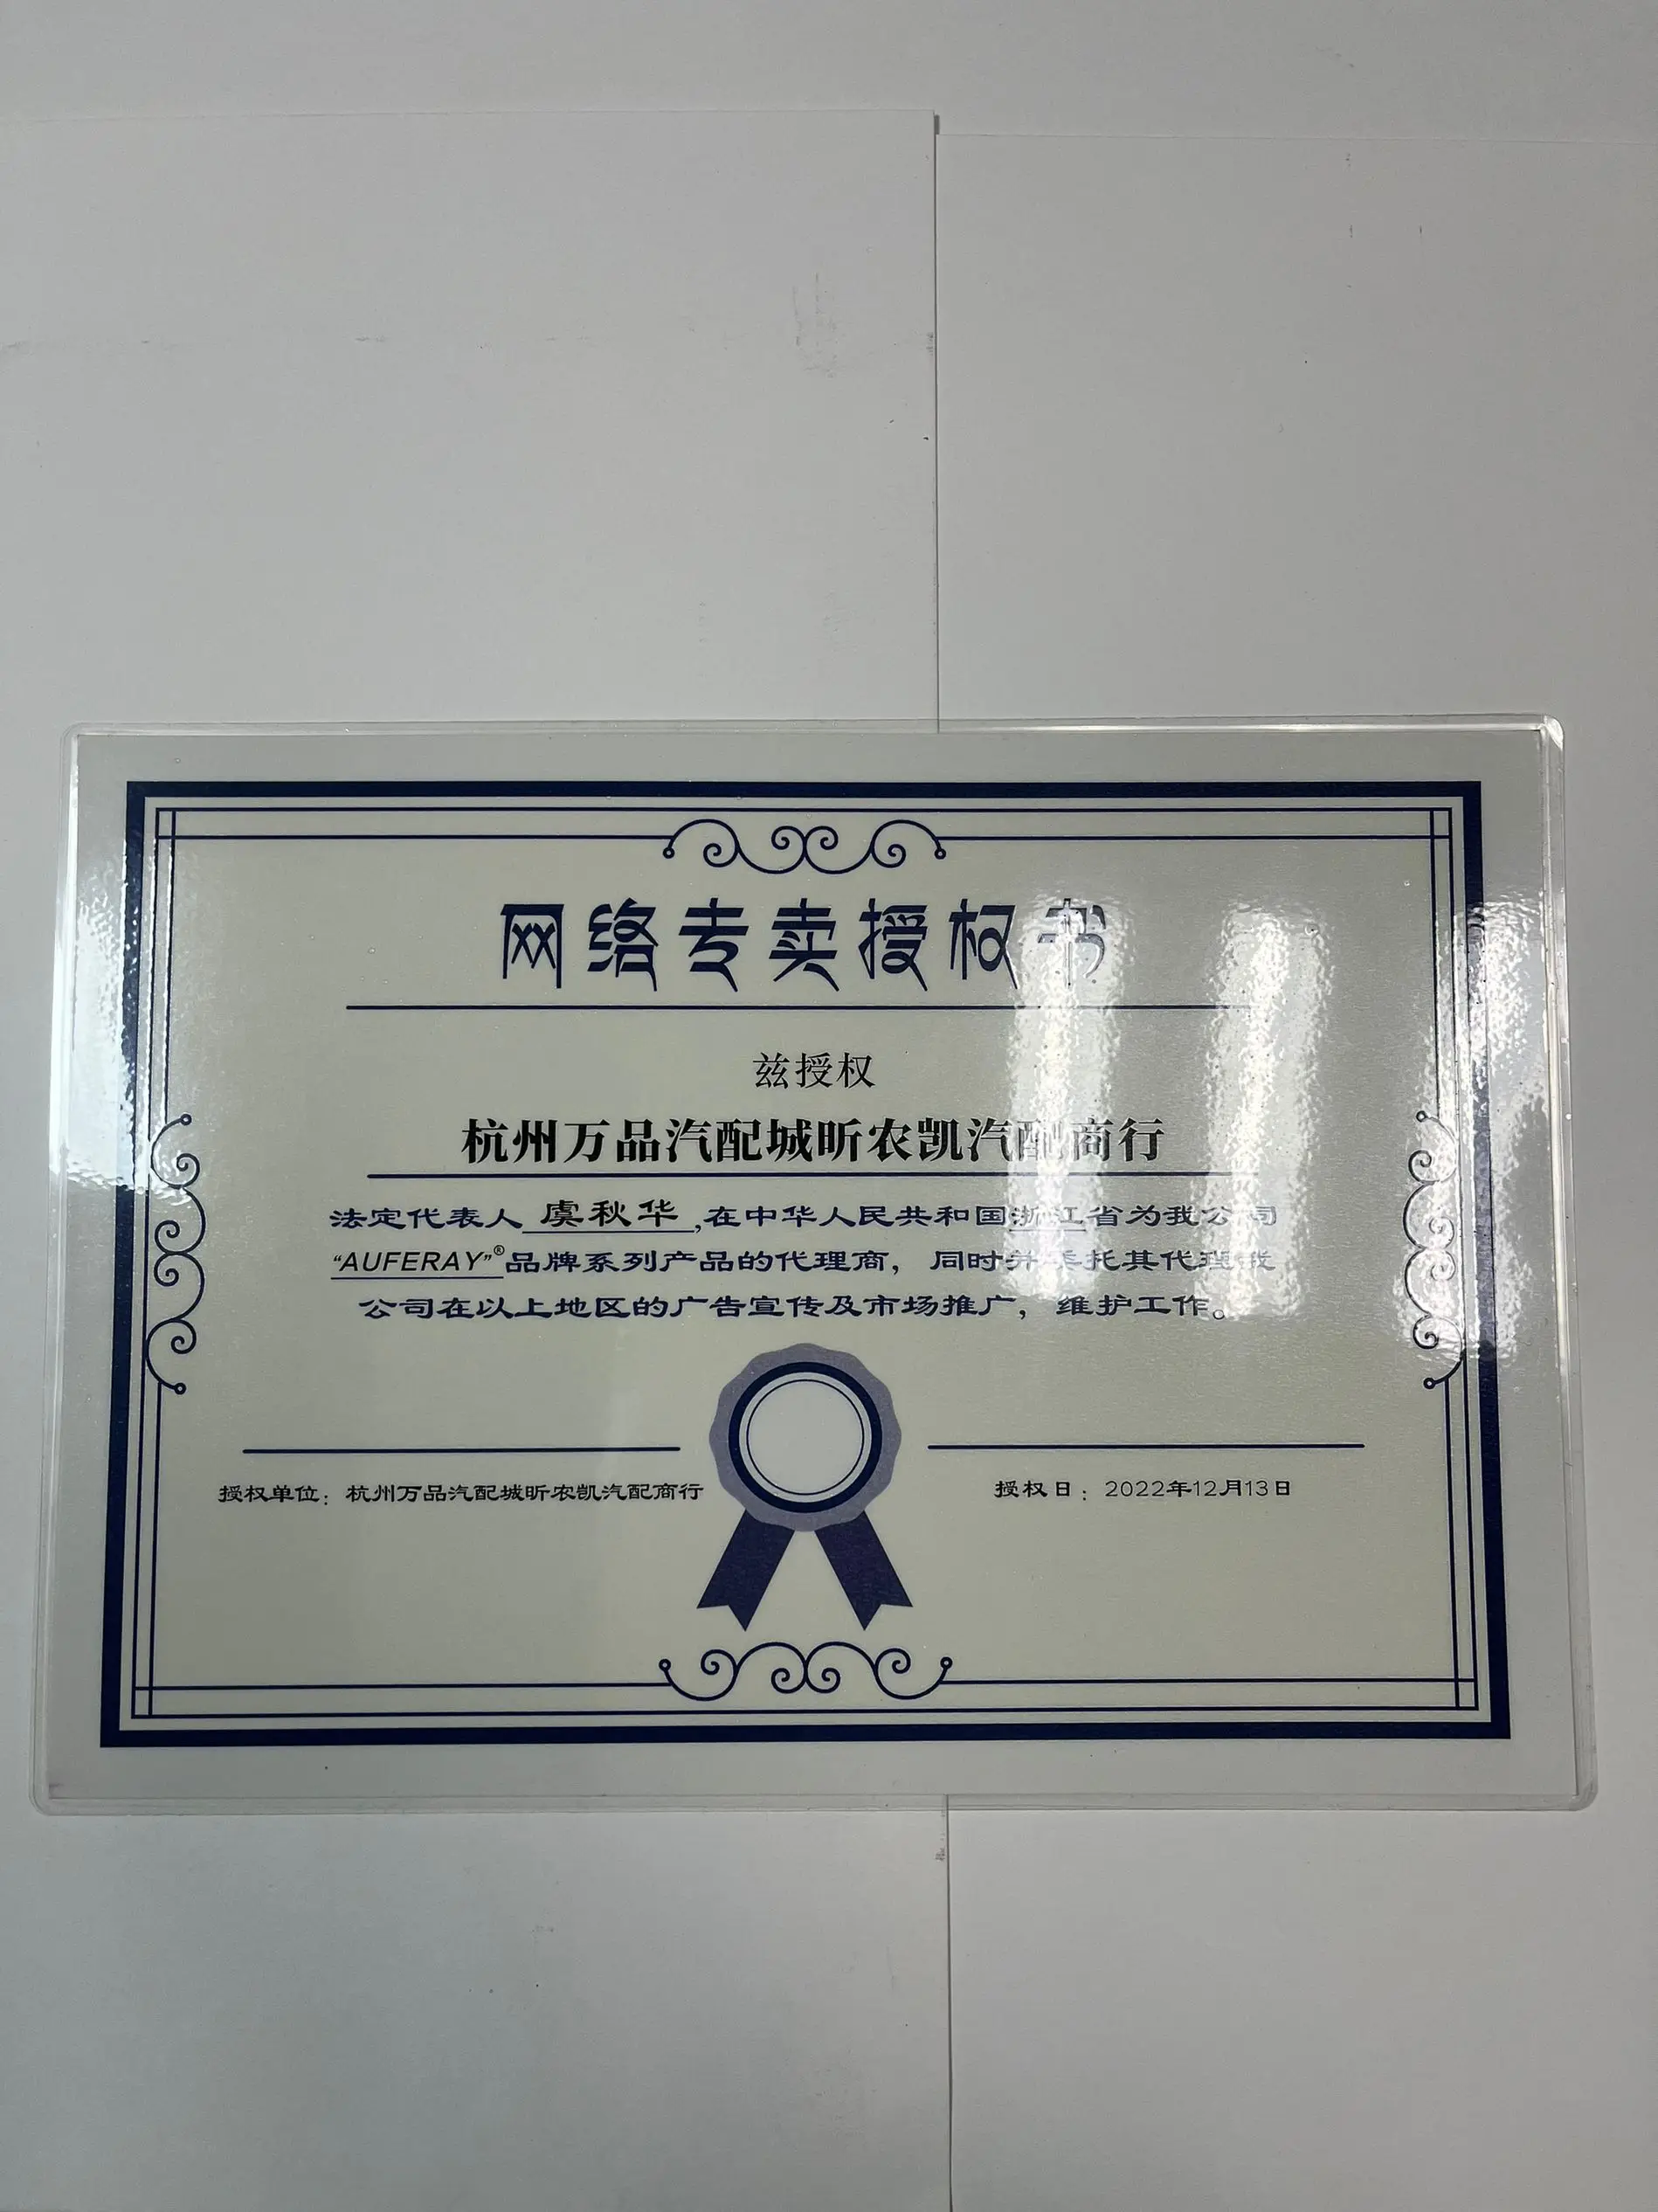 网络专卖授权书
兹授权
杭州万品汽配城昕农凯汽配商行
法定代表人 虞秋华 ,在中华人民共和国浙江省为我公司
“AUFERAY”®品牌系列产品的代理商，同时并委托其代理我
公司在以上地区的广告宣传及市场推广，维护工作。
授权单位：杭州万品汽配城昕农凯汽配商行
授权日：2022年12月13日